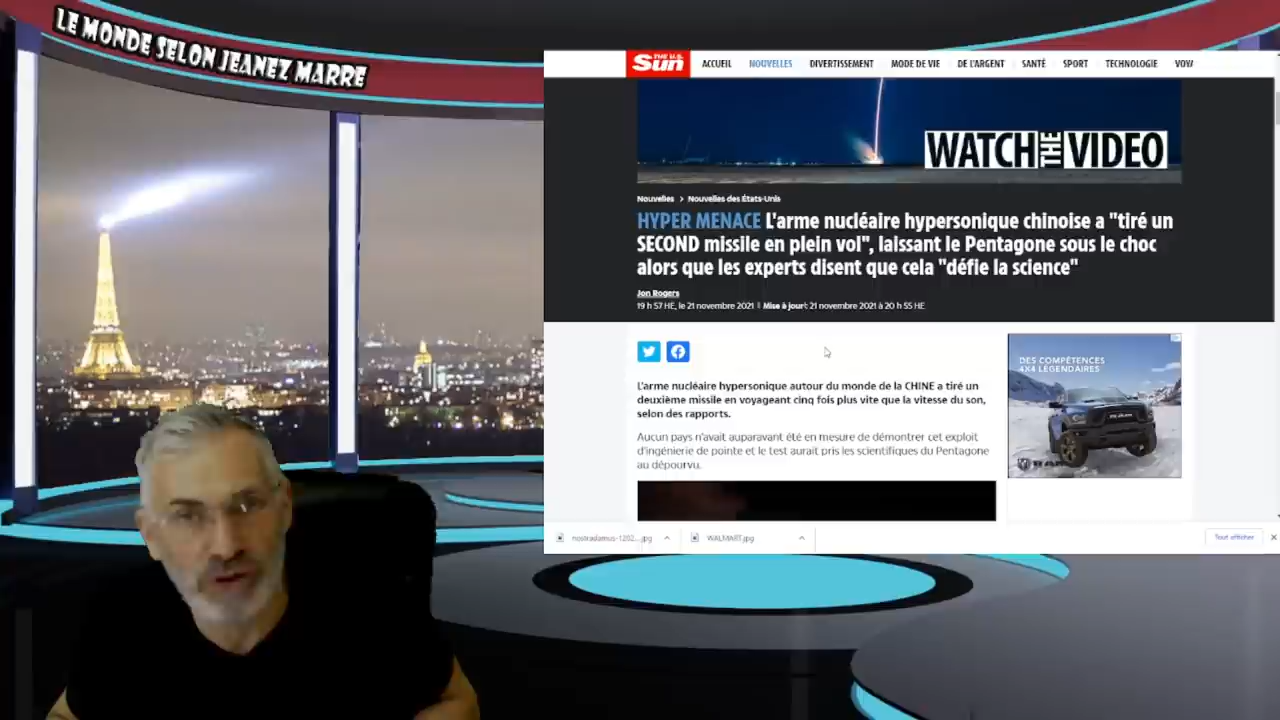 LE MONDE SELON JEANEZ MARRE
THE U.S. Sun
ACCUEIL NOUVELLES DIVERTISSEMENT MODE DE VIE DE L'ARGENT SANTÉ SPORT TECHNOLOGIE VOYA
WATCH THE VIDEO
Nouvelles > Nouvelles des États-Unis
HYPER MENACE L'arme nucléaire hypersonique chinoise a "tiré un
SECOND missile en plein vol", laissant le Pentagone sous le choc
alors que les experts disent que cela "défie la science"
Jon Rogers
19 h 57 HE, le 21 novembre 2021 | Mise à jour: 21 novembre 2021 à 20 h 55 HE
L'arme nucléaire hypersonique autour du monde de la CHINE a tiré un
deuxième missile en voyageant cinq fois plus vite que la vitesse du son,
selon des rapports.
Aucun pays n'avait auparavant été en mesure de démontrer cet exploit
d'ingénierie de pointe et le test aurait pris les scientifiques du Pentagone
au dépourvu.
DES COMPÉTENCES
4X4 LÉGENDAIRES
RAM
nostradamus-1202....jpg
WALMART.jpg
Tout afficher